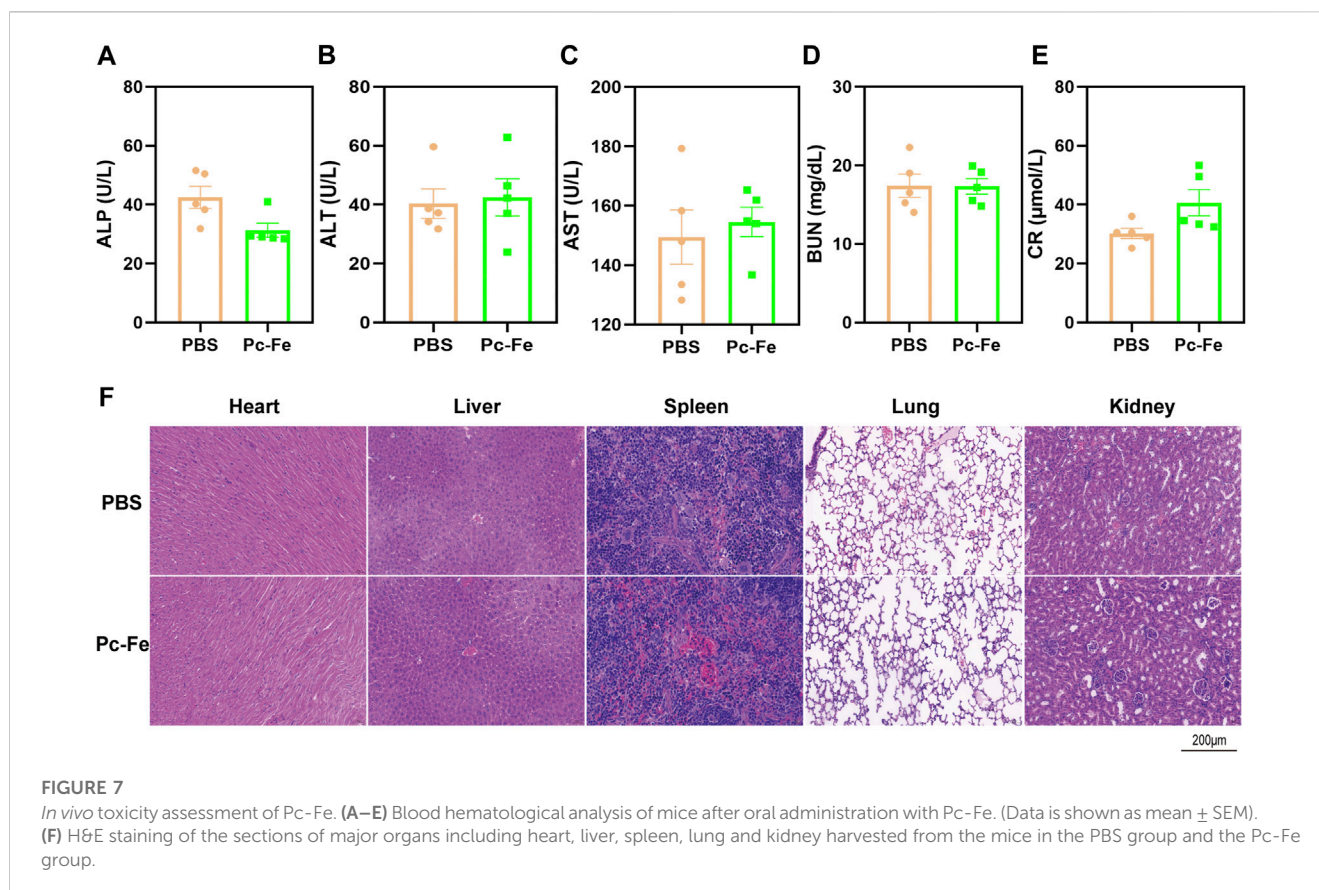 A B C D E
80 60 40 20 0 ALP (U/L) PBS Pc-Fe
80 60 40 20 0 ALT (U/L) PBS Pc-Fe
200 180 160 140 120 AST (U/L) PBS Pc-Fe
30 20 10 0 BUN (mg/dL) PBS Pc-Fe
80 60 40 20 0 CR (μmol/L) PBS Pc-Fe
F
Heart Liver Spleen Lung Kidney
PBS
Pc-Fe
200μm
FIGURE 7
In vivo toxicity assessment of Pc-Fe. (A–E) Blood hematological analysis of mice after oral administration with Pc-Fe. (Data is shown as mean ± SEM).
(F) H&E staining of the sections of major organs including heart, liver, spleen, lung and kidney harvested from the mice in the PBS group and the Pc-Fe
group.